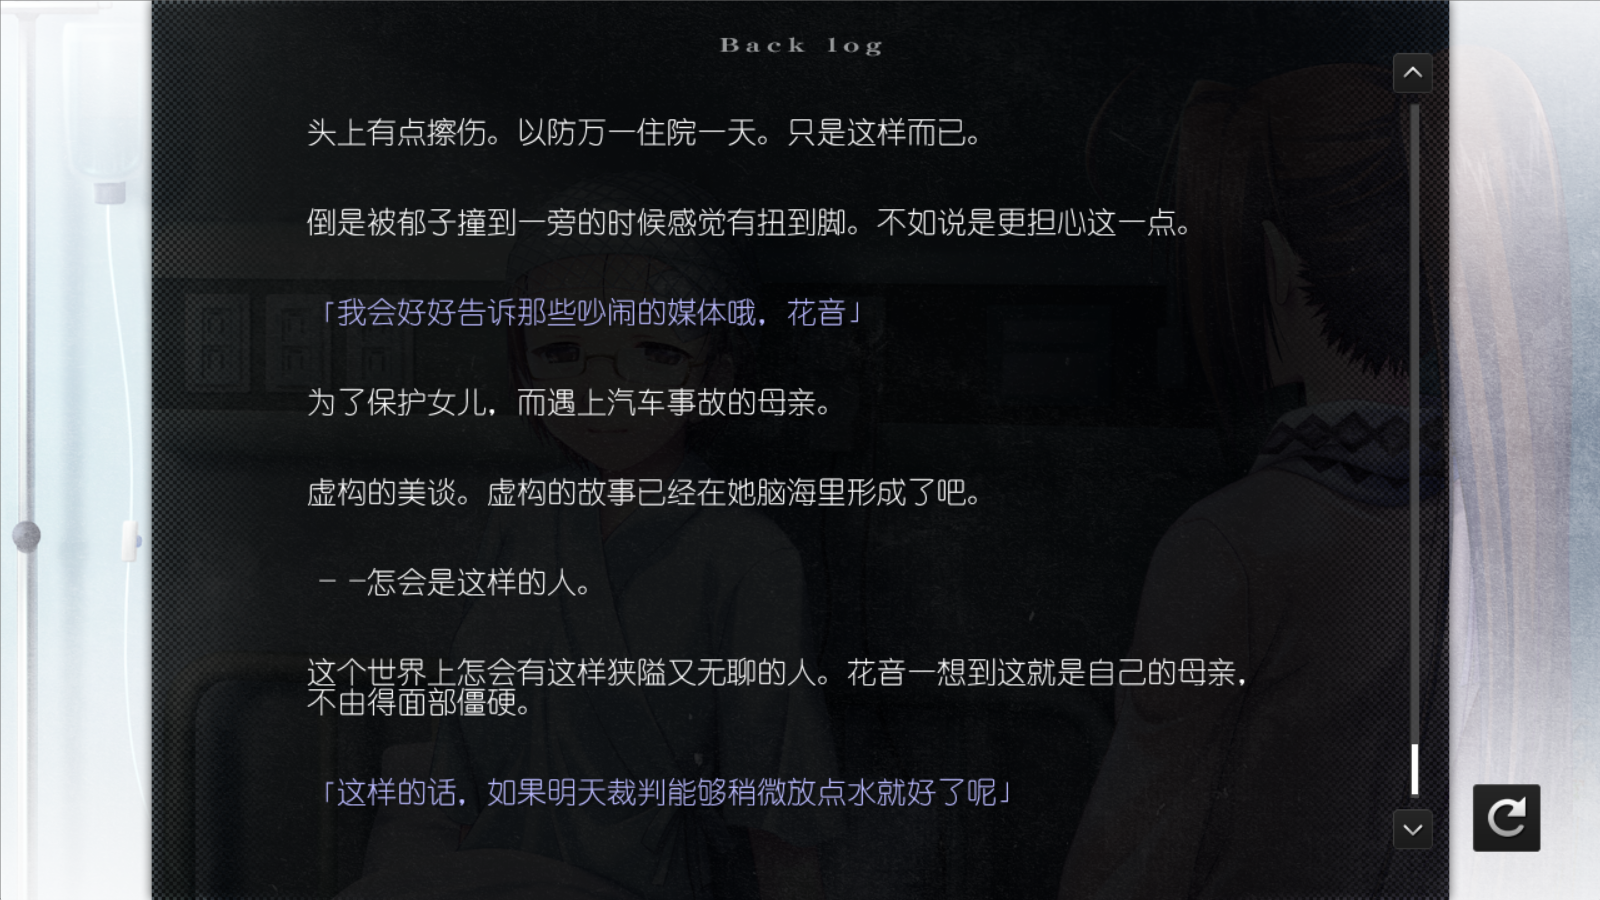 Back log
头上有点擦伤。以防万一住院一天。只是这样而已。
倒是被郁子撞到一旁的时候感觉有扭到脚。不如说是更担心这一点。
「我会好好告诉那些吵闹的媒体哦，花音」
为了保护女儿，而遇上汽车事故的母亲。
虚构的美谈。虚构的故事已经在她脑海里形成了吧。
――怎会是这样的人。
这个世界上怎会有这样狭隘又无聊的人。花音一想到这就是自己的母亲，
不由得面部僵硬。
「这样的话，如果明天裁判能够稍微放点水就好了呢」